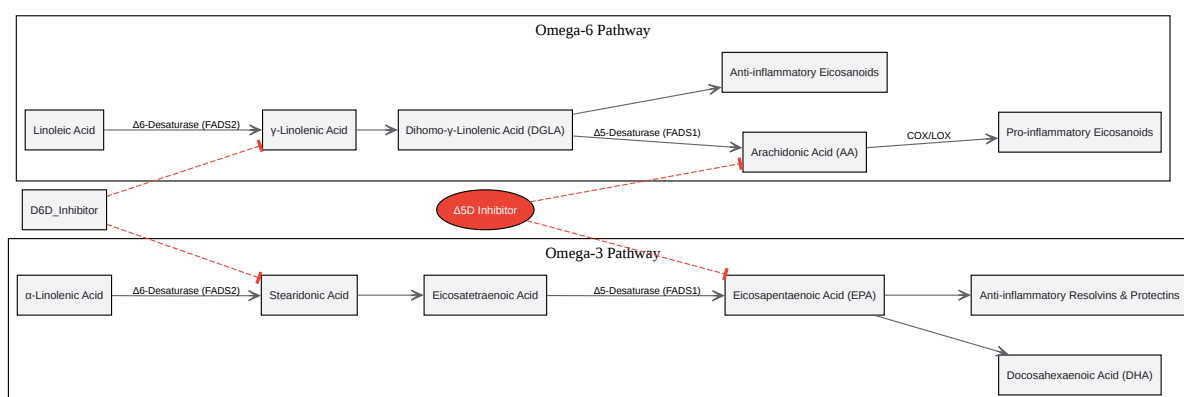 Omega-6 Pathway
Anti-inflammatory Eicosanoids
Linoleic Acid
Δ6-Desaturase (FADS2)
γ-Linolenic Acid
Dihomo-γ-Linolenic Acid (DGLA)
Δ5-Desaturase (FADS1)
Arachidonic Acid (AA)
COX/LOX
Pro-inflammatory Eicosanoids
D6D_Inhibitor
Δ5D Inhibitor
Omega-3 Pathway
α-Linolenic Acid
Δ6-Desaturase (FADS2)
Stearidonic Acid
Eicosatetraenoic Acid
Δ5-Desaturase (FADS1)
Eicosapentaenoic Acid (EPA)
Anti-inflammatory Resolvins & Protectins
Docosahexaenoic Acid (DHA)